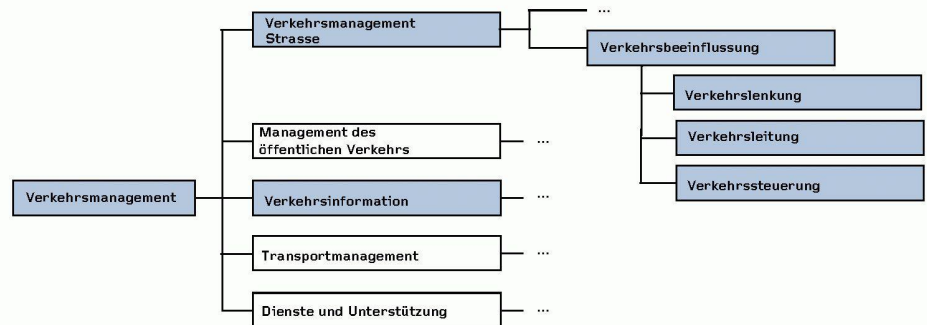 Verkehrsmanagement
Strasse
...
Verkehrsbeeinflussung
Verkehrslenkung
Verkehrsleitung
Verkehrssteuerung
Management des
öffentlichen Verkehrs
...
Verkehrsmanagement
Verkehrsinformation
...
Transportmanagement
...
Dienste und Unterstützung
...